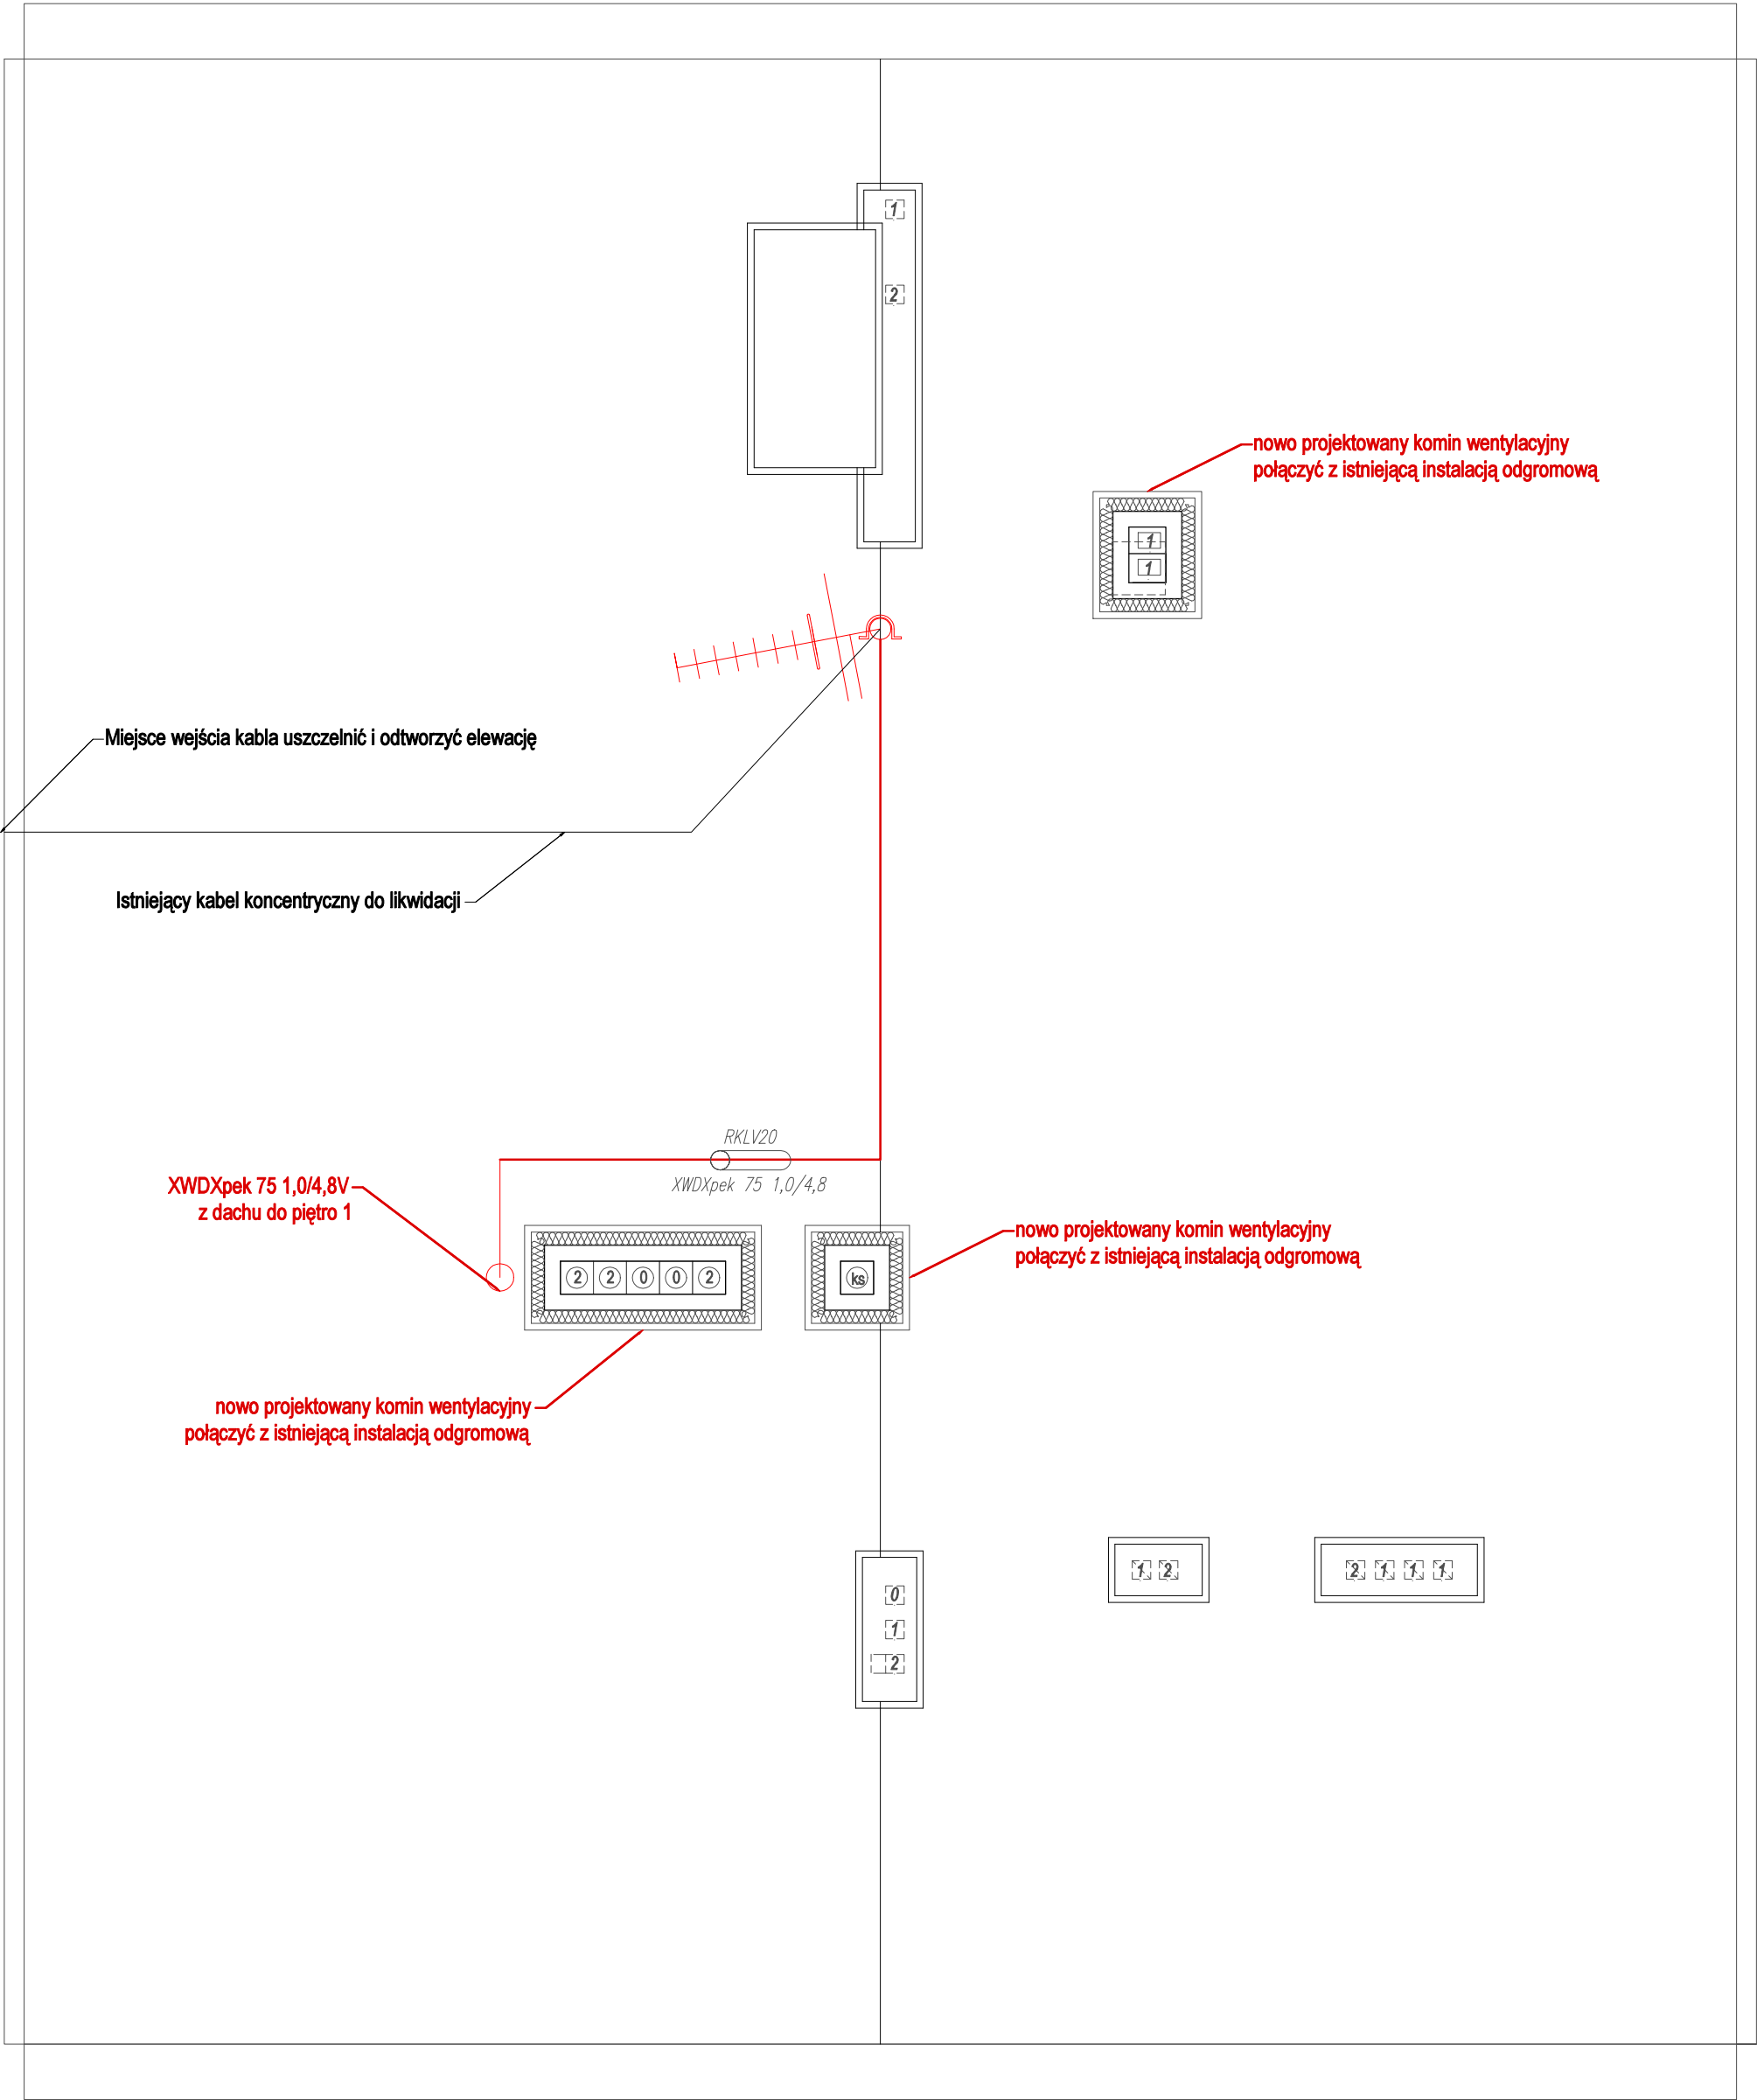 1
2
nowo projektowany komin wentylacyjny
połączyć z istniejącą instalacją odgromową
1
1
Miejsce wejścia kabla uszczelnić i odtworzyć elewację
Istniejący kabel koncentryczny do likwidacji
RKLV20
XWDXpek 75 1,0/4,8
XWDXpek 75 1,0/4,8V
z dachu do piętro 1
nowo projektowany komin wentylacyjny
połączyć z istniejącą instalacją odgromową
2 2 0 0 2
ks
nowo projektowany komin wentylacyjny
połączyć z istniejącą instalacją odgromową
1 2
2 1 1 1
0
1
2